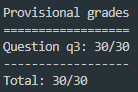 Provisional grades
==================
Question q3: 30/30
------------------
Total: 30/30